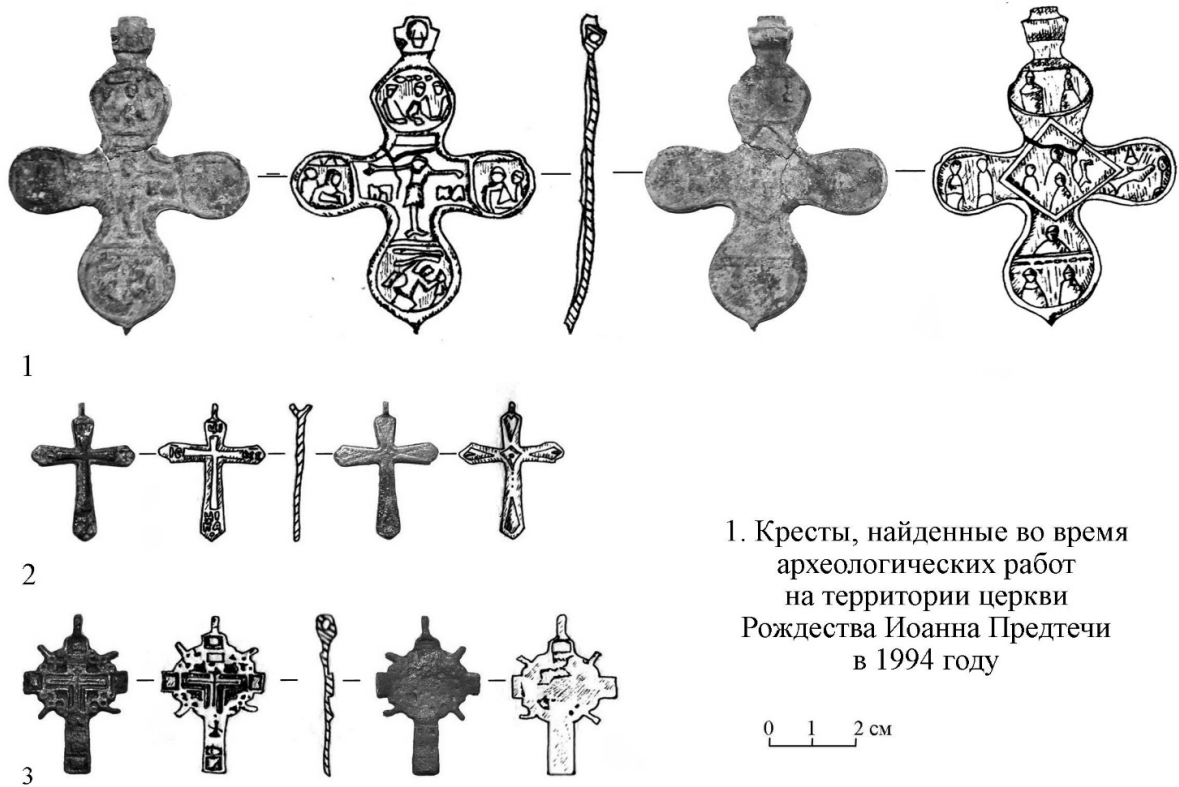 1
2
3
1. Кресты, найденные во время
археологических работ
на территории церкви
Рождества Иоанна Предтечи
в 1994 году
0 1 2 см